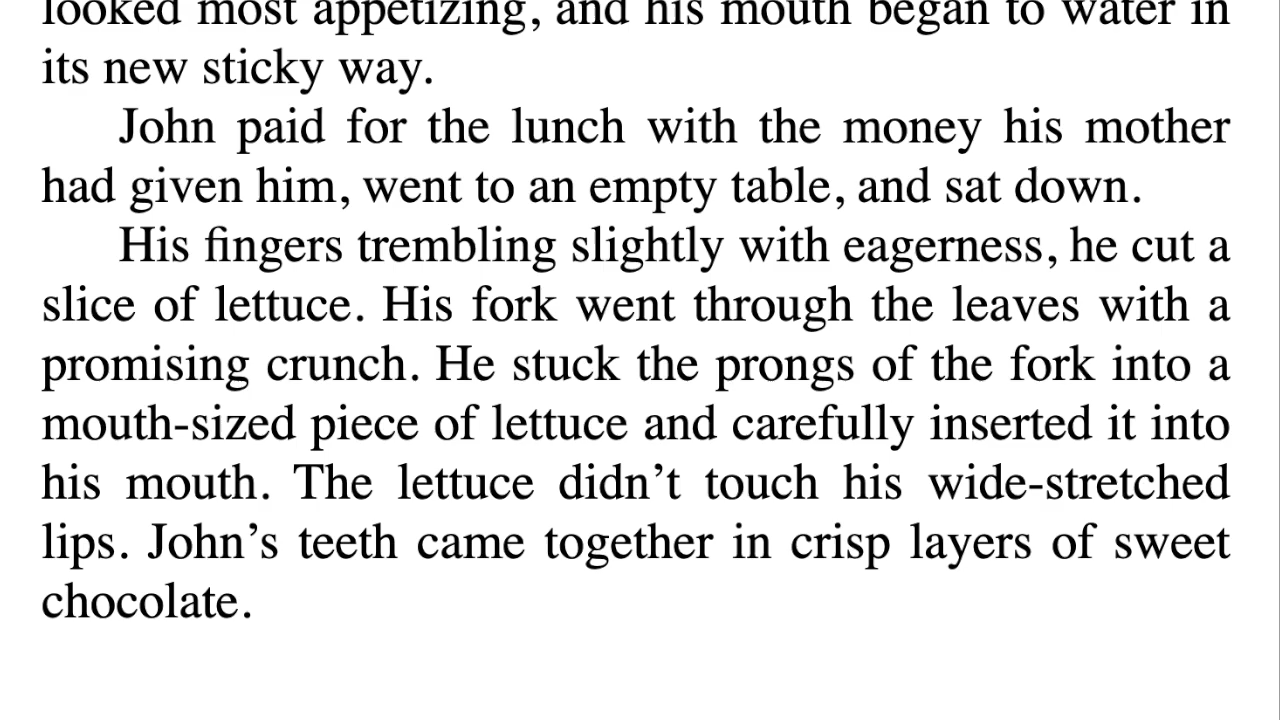 looked most appetizing, and his mouth began to water in
its new sticky way.
John paid for the lunch with the money his mother
had given him, went to an empty table, and sat down.
His fingers trembling slightly with eagerness, he cut a
slice of lettuce. His fork went through the leaves with a
promising crunch. He stuck the prongs of the fork into a
mouth-sized piece of lettuce and carefully inserted it into
his mouth. The lettuce didn’t touch his wide-stretched
lips. John’s teeth came together in crisp layers of sweet
chocolate.